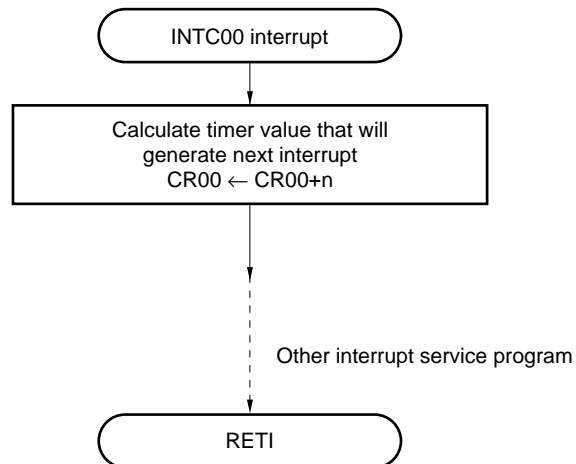 INTC00 interrupt
Calculate timer value that will
generate next interrupt
CR00 ← CR00+n
Other interrupt service program
RETI